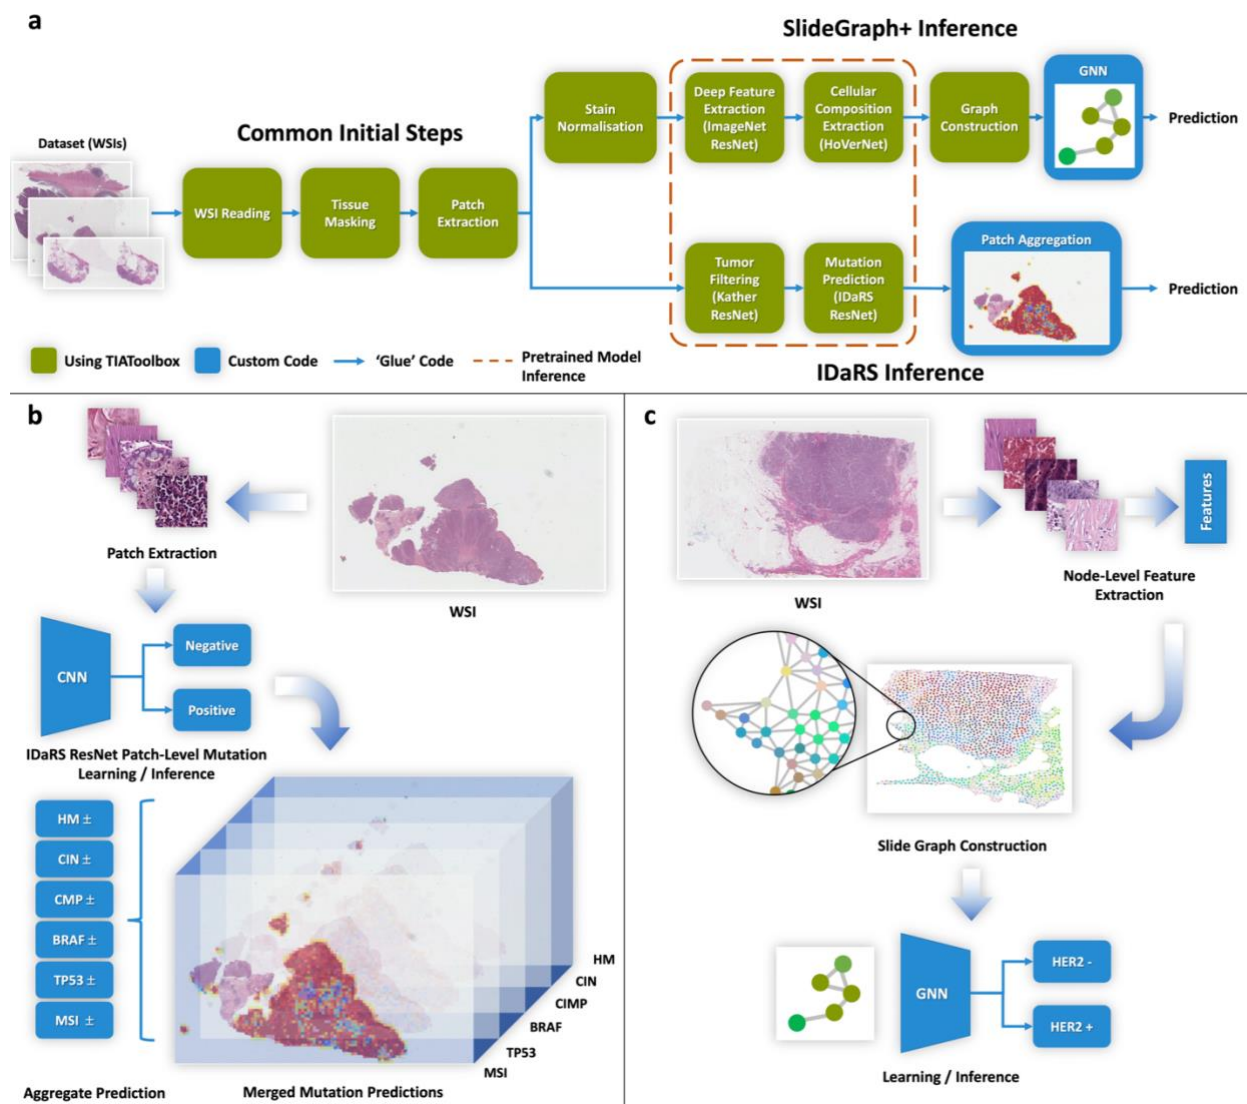 a
SlideGraph+ Inference
Common Initial Steps
Dataset (WSIs)
WSI Reading
Tissue
Masking
Patch
Extraction
Stain
Normalisation
Deep Feature
Extraction
(ImageNet
ResNet)
Cellular
Composition
Extraction
(HoVerNet)
Graph
Construction
GNN
Prediction
Tumor
Filtering
(Kather
ResNet)
Mutation
Prediction
(IDaRS
ResNet)
Patch Aggregation
Prediction
Using TIAToolbox
Custom Code
'Glue' Code
Pretrained Model
Inference
IDaRS Inference
b
Patch Extraction
WSI
CNN
Negative
Positive
IDaRS ResNet Patch-Level Mutation
Learning / Inference
HM ±
CIN ±
CMP ±
BRAF ±
TP53 ±
MSI ±
HM
CIN
CIMP
BRAF
TP53
MSI
Aggregate Prediction
Merged Mutation Predictions
c
WSI
Features
Node-Level Feature
Extraction
Slide Graph Construction
GNN
HER2 -
HER2 +
Learning / Inference